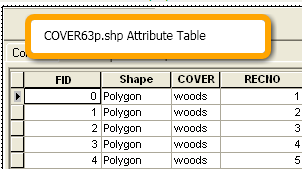 COVER63p.shp Attribute Table
FID Shape COVER RECNO
0 Polygon woods 1
1 Polygon woods 2
2 Polygon woods 3
3 Polygon woods 4
4 Polygon woods 5